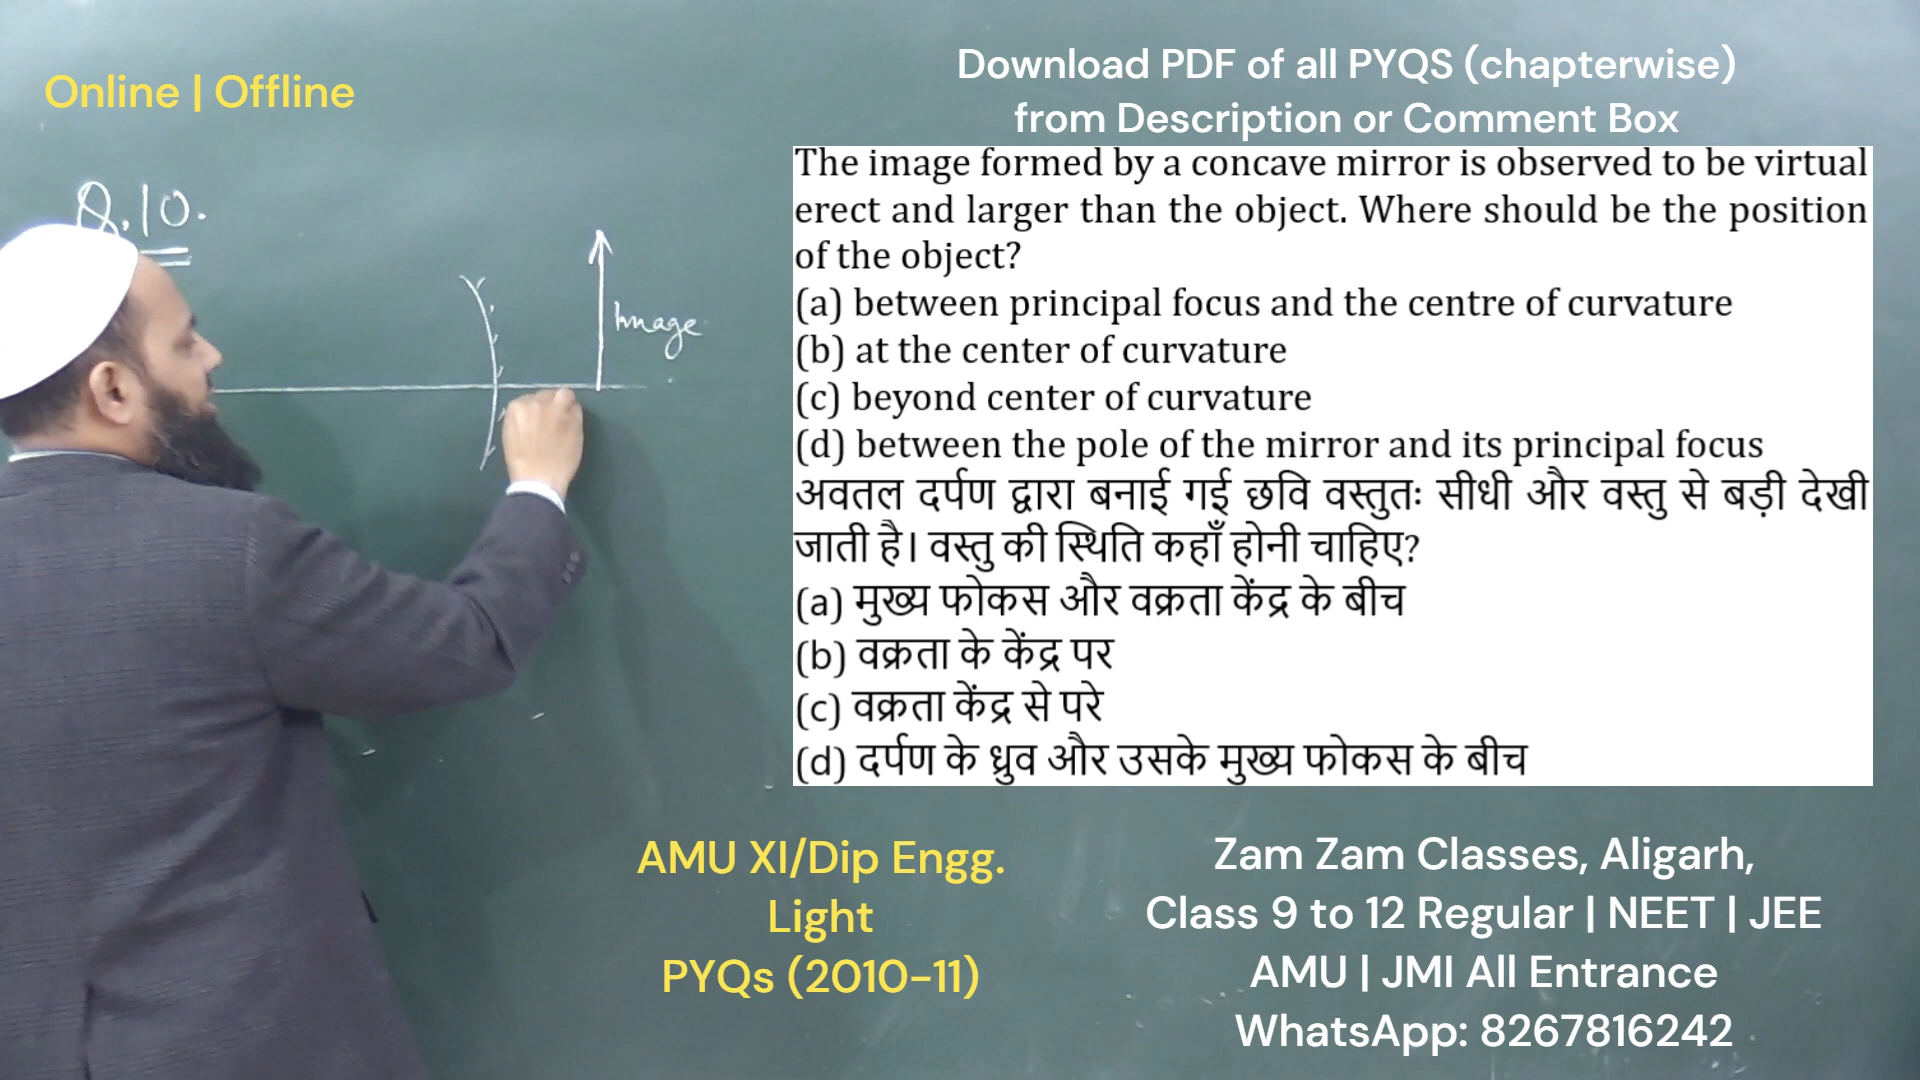 Online | Offline
Download PDF of all PYQS (chapterwise)
from Description or Comment Box
Q.10.
Image
The image formed by a concave mirror is observed to be virtual
erect and larger than the object. Where should be the position
of the object?
(a) between principal focus and the centre of curvature
(b) at the center of curvature
(c) beyond center of curvature
(d) between the pole of the mirror and its principal focus
अवतल दर्पण द्वारा बनाई गई छवि वस्तुतः सीधी और वस्तु से बड़ी देखी
जाती है। वस्तु की स्थिति कहाँ होनी चाहिए?
(a) मुख्य फोकस और वक्रता केंद्र के बीच
(b) वक्रता के केंद्र पर
(c) वक्रता केंद्र से परे
(d) दर्पण के ध्रुव और उसके मुख्य फोकस के बीच
AMU XI/Dip Engg.
Light
PYQs (2010-11)
Zam Zam Classes, Aligarh,
Class 9 to 12 Regular | NEET | JEE
AMU | JMI All Entrance
WhatsApp: 8267816242